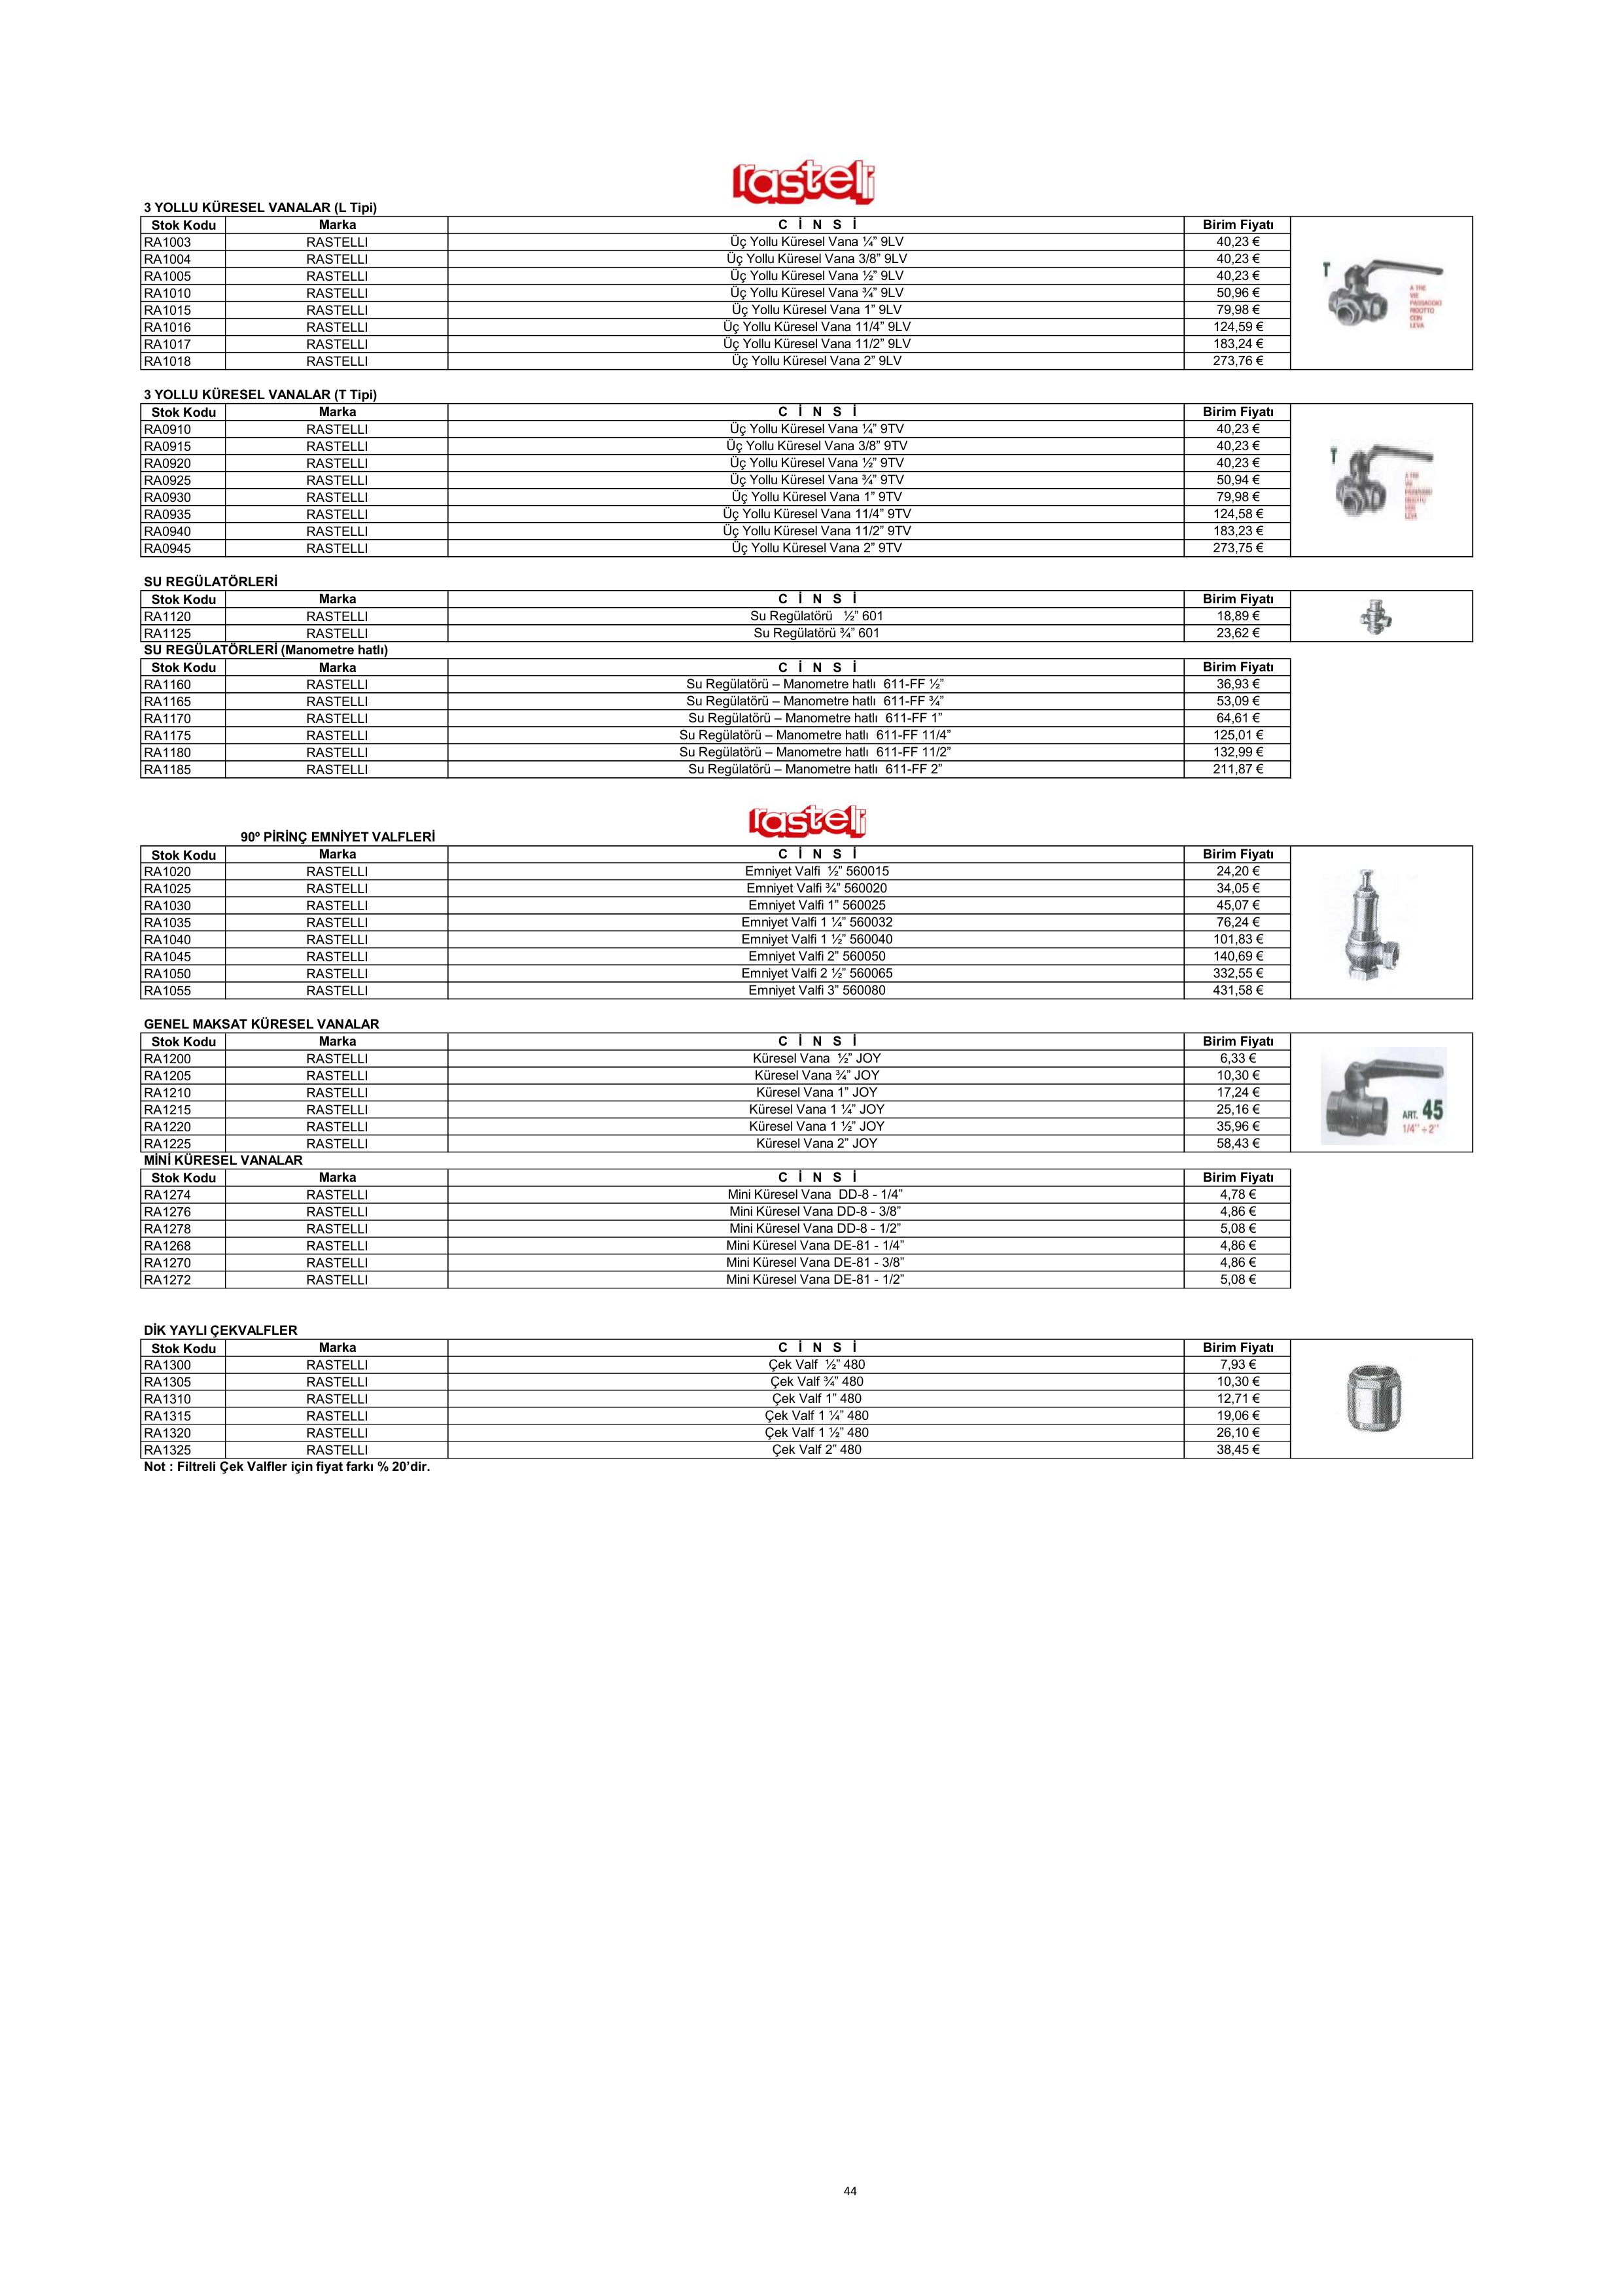 rastelli
3 YOLLU KÜRESEL VANALAR (L Tipi)
Stok Kodu Marka C İ N S İ Birim Fiyatı
RA1003 RASTELLI Üç Yollu Küresel Vana ¼” 9LV 40,23 €
RA1004 RASTELLI Üç Yollu Küresel Vana 3/8” 9LV 40,23 €
RA1005 RASTELLI Üç Yollu Küresel Vana ½” 9LV 40,23 €
RA1010 RASTELLI Üç Yollu Küresel Vana ¾” 9LV 50,96 €
RA1015 RASTELLI Üç Yollu Küresel Vana 1” 9LV 79,98 €
RA1016 RASTELLI Üç Yollu Küresel Vana 11/4” 9LV 124,59 €
RA1017 RASTELLI Üç Yollu Küresel Vana 11/2” 9LV 183,24 €
RA1018 RASTELLI Üç Yollu Küresel Vana 2” 9LV 273,76 €
T
A TRE
VIE
PASSAGGIO
RIDOTTO
CON
LEVA
3 YOLLU KÜRESEL VANALAR (T Tipi)
Stok Kodu Marka C İ N S İ Birim Fiyatı
RA0910 RASTELLI Üç Yollu Küresel Vana ¼” 9TV 40,23 €
RA0915 RASTELLI Üç Yollu Küresel Vana 3/8” 9TV 40,23 €
RA0920 RASTELLI Üç Yollu Küresel Vana ½” 9TV 40,23 €
RA0925 RASTELLI Üç Yollu Küresel Vana ¾” 9TV 50,94 €
RA0930 RASTELLI Üç Yollu Küresel Vana 1” 9TV 79,98 €
RA0935 RASTELLI Üç Yollu Küresel Vana 11/4” 9TV 124,58 €
RA0940 RASTELLI Üç Yollu Küresel Vana 11/2” 9TV 183,23 €
RA0945 RASTELLI Üç Yollu Küresel Vana 2” 9TV 273,75 €
T
SU REGÜLATÖRLERİ
Stok Kodu Marka C İ N S İ Birim Fiyatı
RA1120 RASTELLI Su Regülatörü ½” 601 18,89 €
RA1125 RASTELLI Su Regülatörü ¾” 601 23,62 €
SU REGÜLATÖRLERİ (Manometre hatlı)
Stok Kodu Marka C İ N S İ Birim Fiyatı
RA1160 RASTELLI Su Regülatörü – Manometre hatlı 611-FF ½” 36,93 €
RA1165 RASTELLI Su Regülatörü – Manometre hatlı 611-FF ¾” 53,09 €
RA1170 RASTELLI Su Regülatörü – Manometre hatlı 611-FF 1” 64,61 €
RA1175 RASTELLI Su Regülatörü – Manometre hatlı 611-FF 11/4” 125,01 €
RA1180 RASTELLI Su Regülatörü – Manometre hatlı 611-FF 11/2” 132,99 €
RA1185 RASTELLI Su Regülatörü – Manometre hatlı 611-FF 2” 211,87 €
rastelli
90º PİRİNÇ EMNİYET VALFLERİ
Stok Kodu Marka C İ N S İ Birim Fiyatı
RA1020 RASTELLI Emniyet Valfi ½” 560015 24,20 €
RA1025 RASTELLI Emniyet Valfi ¾” 560020 34,05 €
RA1030 RASTELLI Emniyet Valfi 1” 560025 45,07 €
RA1035 RASTELLI Emniyet Valfi 1 ¼” 560032 76,24 €
RA1040 RASTELLI Emniyet Valfi 1 ½” 560040 101,83 €
RA1045 RASTELLI Emniyet Valfi 2” 560050 140,69 €
RA1050 RASTELLI Emniyet Valfi 2 ½” 560065 332,55 €
RA1055 RASTELLI Emniyet Valfi 3” 560080 431,58 €
GENEL MAKSAT KÜRESEL VANALAR
Stok Kodu Marka C İ N S İ Birim Fiyatı
RA1200 RASTELLI Küresel Vana ½” JOY 6,33 €
RA1205 RASTELLI Küresel Vana ¾” JOY 10,30 €
RA1210 RASTELLI Küresel Vana 1” JOY 17,24 €
RA1215 RASTELLI Küresel Vana 1 ¼” JOY 25,16 €
RA1220 RASTELLI Küresel Vana 1 ½” JOY 35,96 €
RA1225 RASTELLI Küresel Vana 2” JOY 58,43 €
ART. 45
1/4"÷2"
MİNİ KÜRESEL VANALAR
Stok Kodu Marka C İ N S İ Birim Fiyatı
RA1274 RASTELLI Mini Küresel Vana DD-8 - 1/4” 4,78 €
RA1276 RASTELLI Mini Küresel Vana DD-8 - 3/8” 4,86 €
RA1278 RASTELLI Mini Küresel Vana DD-8 - 1/2” 5,08 €
RA1268 RASTELLI Mini Küresel Vana DE-81 - 1/4” 4,86 €
RA1270 RASTELLI Mini Küresel Vana DE-81 - 3/8” 4,86 €
RA1272 RASTELLI Mini Küresel Vana DE-81 - 1/2” 5,08 €
DİK YAYLI ÇEKVALFLER
Stok Kodu Marka C İ N S İ Birim Fiyatı
RA1300 RASTELLI Çek Valf ½” 480 7,93 €
RA1305 RASTELLI Çek Valf ¾” 480 10,30 €
RA1310 RASTELLI Çek Valf 1” 480 12,71 €
RA1315 RASTELLI Çek Valf 1 ¼” 480 19,06 €
RA1320 RASTELLI Çek Valf 1 ½” 480 26,10 €
RA1325 RASTELLI Çek Valf 2” 480 38,45 €
Not : Filtreli Çek Valfler için fiyat farkı % 20’dir.
44